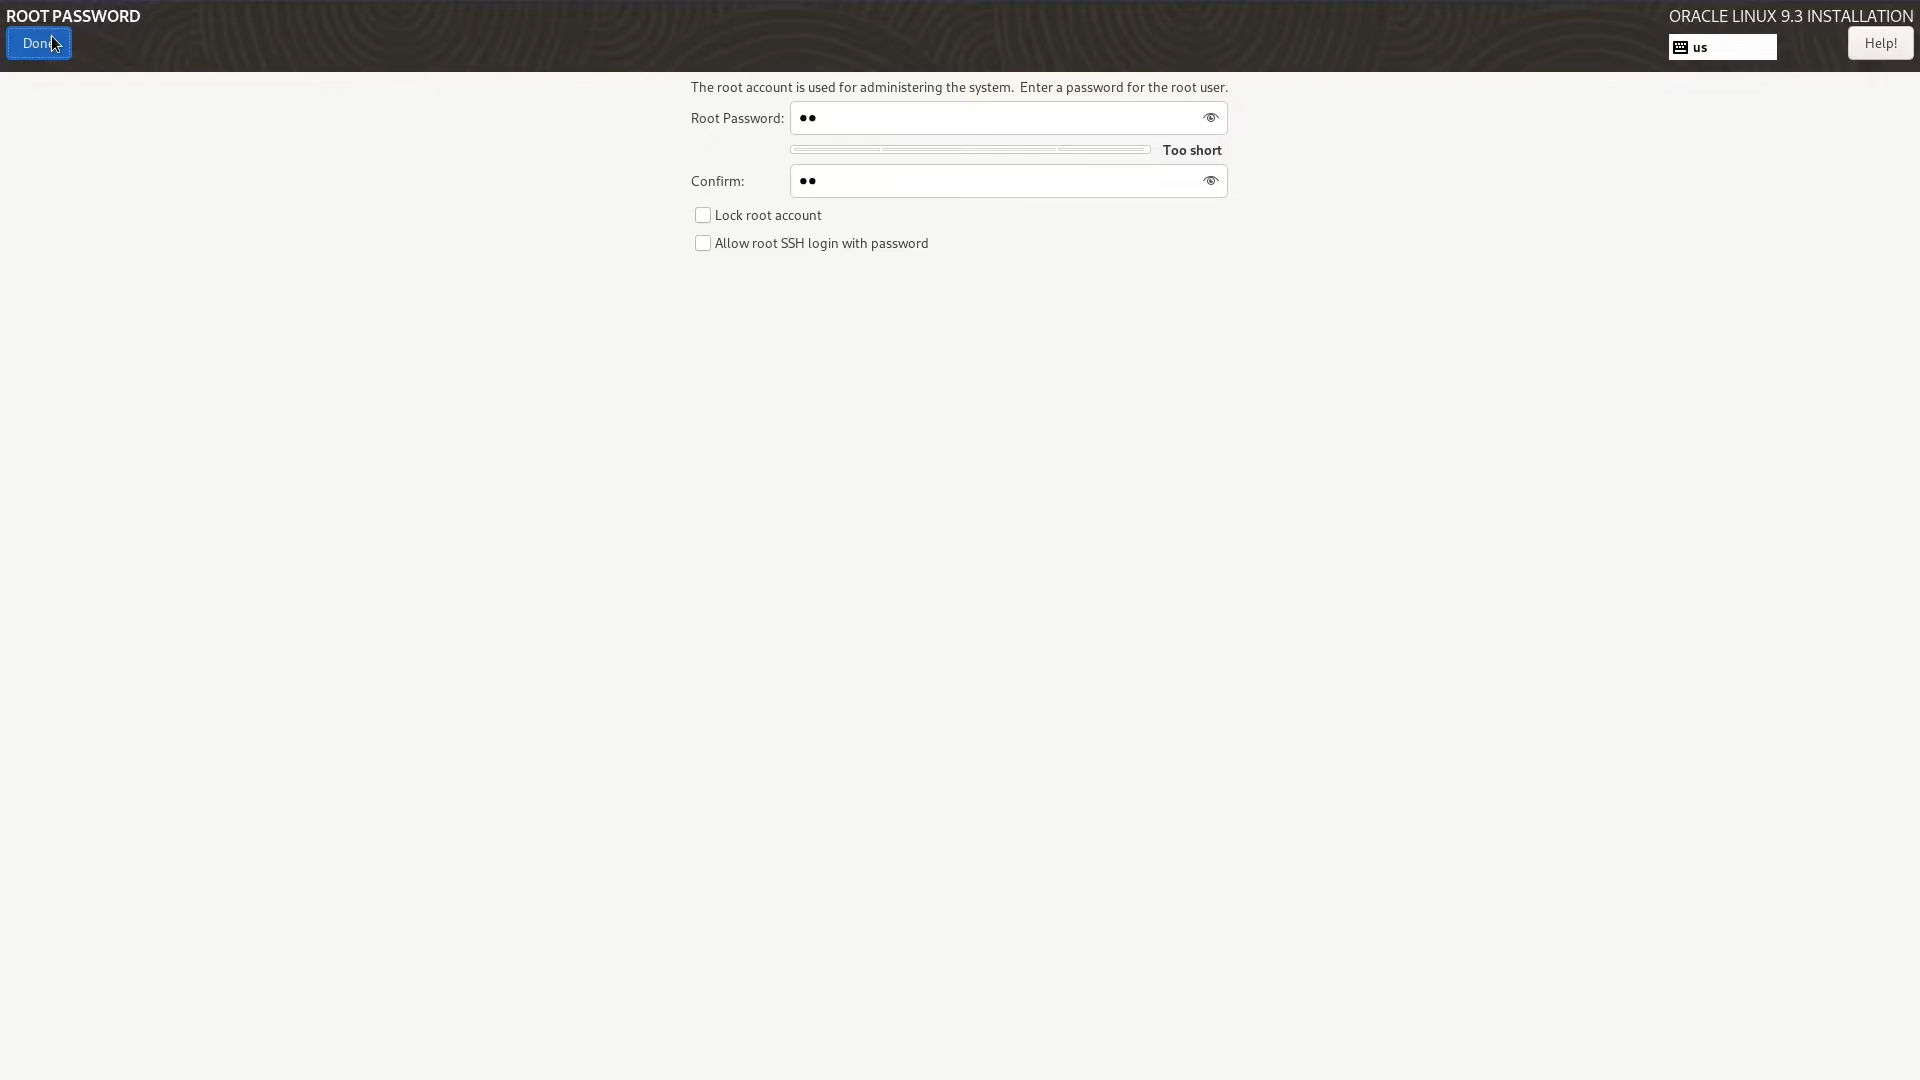 ROOT PASSWORD
ORACLE LINUX 9.3 INSTALLATION
Done
us
Help!
The root account is used for administering the system.  Enter a password for the root user.
Root Password: ●●
Too short
Confirm: ●●
Lock root account
Allow root SSH login with password